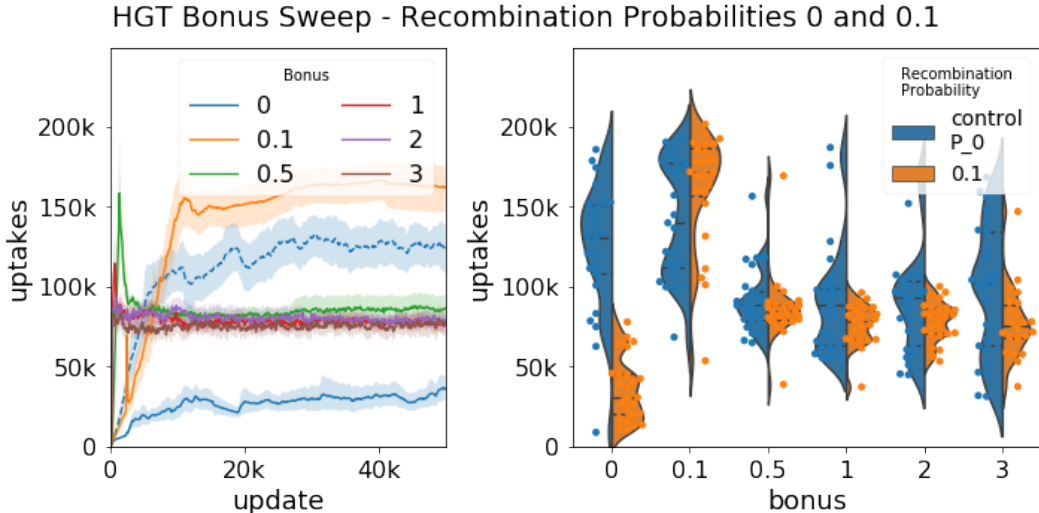 HGT Bonus Sweep - Recombination Probabilities 0 and 0.1
200k
150k
100k
50k
0
uptakes
0
20k
40k
update
Bonus
0
0.1
0.5
1
2
3
200k
150k
100k
50k
0
uptakes
0
0.1
0.5
1
2
3
bonus
Recombination
Probability
control
P_0
0.1